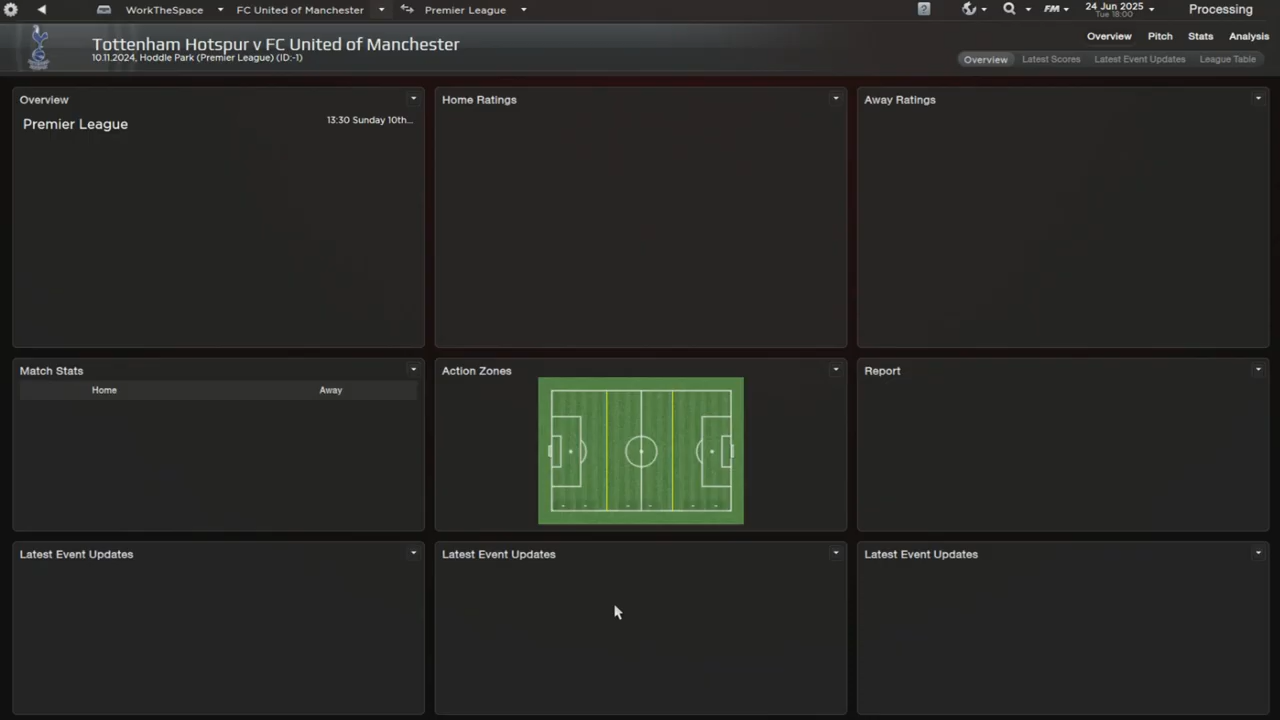 WorkTheSpace
FC United of Manchester
Premier League
?
FM
24 Jun 2025
Tue 18:00
Processing
Tottenham Hotspur v FC United of Manchester
10.11.2024, Hoddle Park (Premier League) (ID:-1)
Overview
Pitch
Stats
Analysis
Overview
Latest Scores
Latest Event Updates
League Table
Overview
Premier League
13:30 Sunday 10th...
Home Ratings
Away Ratings
Match Stats
Home
Away
Action Zones
Report
Latest Event Updates
Latest Event Updates
Latest Event Updates